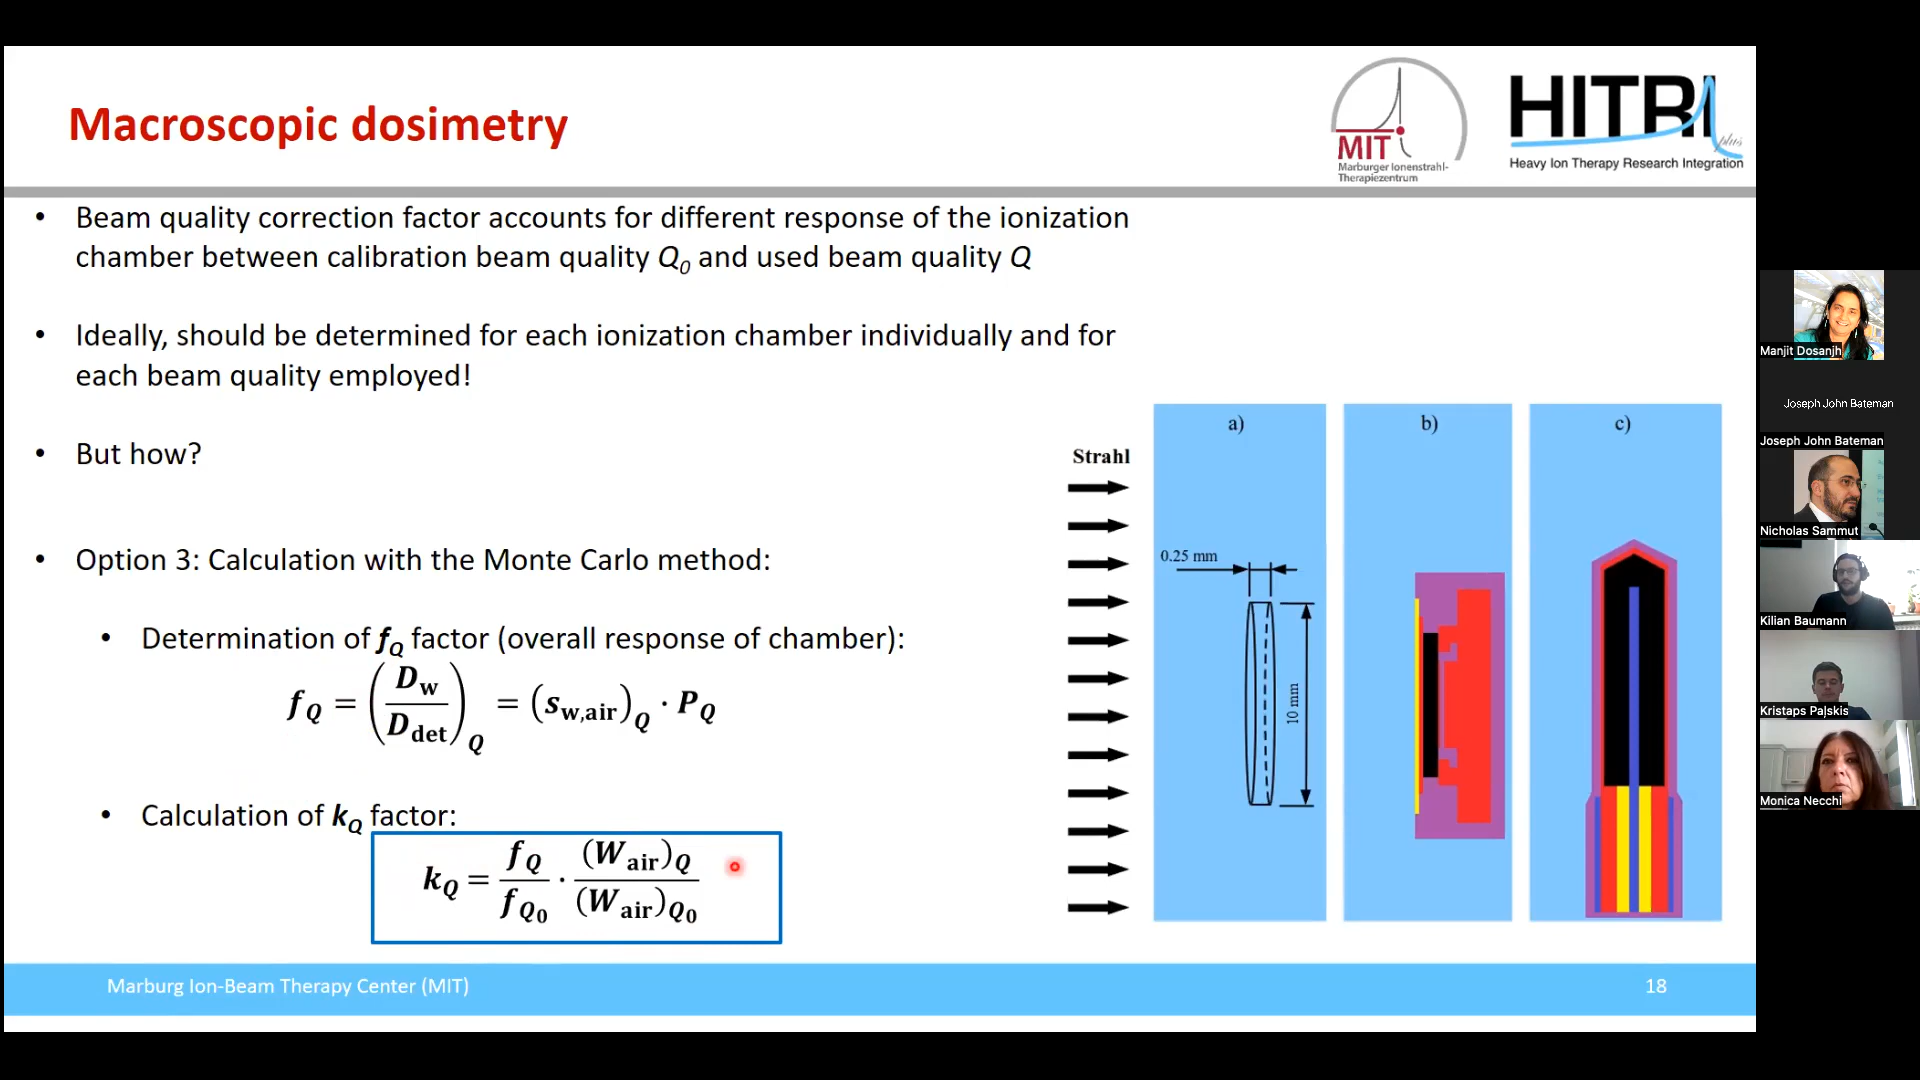 Macroscopic dosimetry
MIT
Marburger Ionenstrahl-
Therapiezentrum
HITRI
plus
Heavy Ion Therapy Research Integration
• Beam quality correction factor accounts for different response of the ionization
chamber between calibration beam quality Q₀ and used beam quality Q
• Ideally, should be determined for each ionization chamber individually and for
each beam quality employed!
• But how?
• Option 3: Calculation with the Monte Carlo method:
• Determination of f_Q factor (overall response of chamber):
f_Q = (D_w / D_det)_Q = (s_w,air)_Q · P_Q
• Calculation of k_Q factor:
k_Q = f_Q / f_Q₀ · (W_air)_Q / (W_air)_Q₀
Strahl
a)
0.25 mm
10 mm
b)
c)
Marburg Ion-Beam Therapy Center (MIT)
18
Manjit Dosanjh
Joseph John Bateman
Joseph John Bateman
Nicholas Sammut
Kilian Baumann
Kristaps Paļskis
Monica Necchi